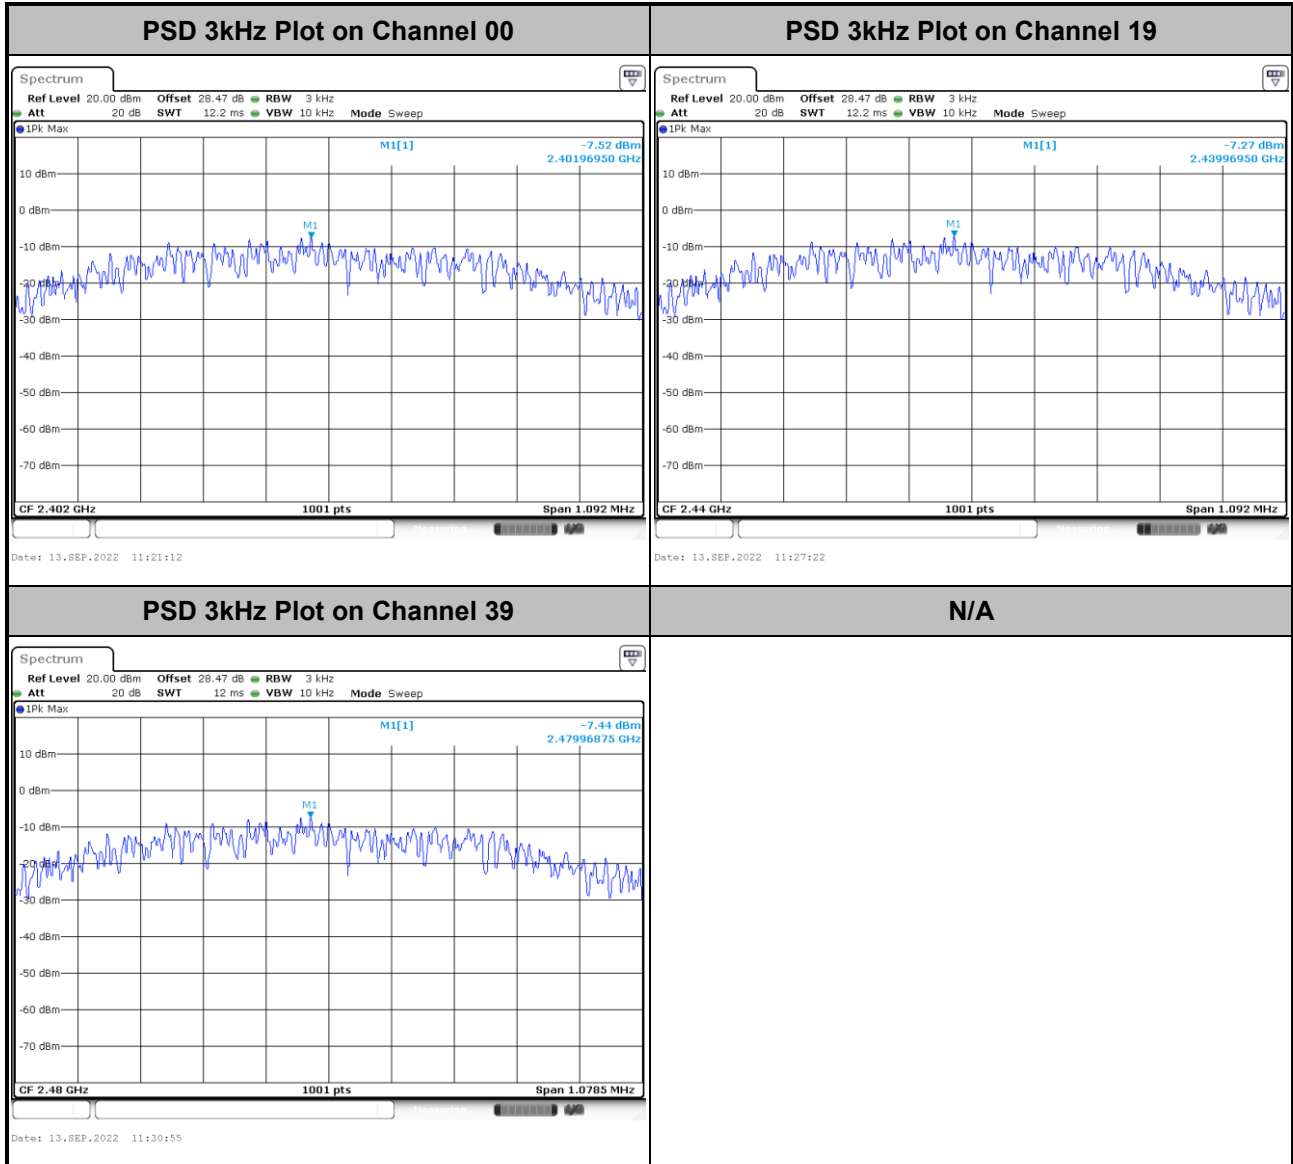 PSD 3kHz Plot on Channel 00
PSD 3kHz Plot on Channel 19
Spectrum
Ref Level 20.00 dBm Offset 28.47 dB RBW 3 kHz
Att 20 dB SWT 12.2 ms VBW 10 kHz Mode Sweep
1Pk Max
M1[1] -7.52 dBm
2.40196950 GHz
10 dBm
0 dBm
M1
-10 dBm
-20 dBm
-30 dBm
-40 dBm
-50 dBm
-60 dBm
-70 dBm
CF 2.402 GHz 1001 pts Span 1.092 MHz
Measuring
Date: 13.SEP.2022 11:21:12
Spectrum
Ref Level 20.00 dBm Offset 28.47 dB RBW 3 kHz
Att 20 dB SWT 12.2 ms VBW 10 kHz Mode Sweep
1Pk Max
M1[1] -7.27 dBm
2.43996950 GHz
10 dBm
0 dBm
M1
-10 dBm
-20 dBm
-30 dBm
-40 dBm
-50 dBm
-60 dBm
-70 dBm
CF 2.44 GHz 1001 pts Span 1.092 MHz
Measuring
Date: 13.SEP.2022 11:27:22
PSD 3kHz Plot on Channel 39
N/A
Spectrum
Ref Level 20.00 dBm Offset 28.47 dB RBW 3 kHz
Att 20 dB SWT 12 ms VBW 10 kHz Mode Sweep
1Pk Max
M1[1] -7.44 dBm
2.47996875 GHz
10 dBm
0 dBm
M1
-10 dBm
-20 dBm
-30 dBm
-40 dBm
-50 dBm
-60 dBm
-70 dBm
CF 2.48 GHz 1001 pts Span 1.0785 MHz
Measuring
Date: 13.SEP.2022 11:30:55